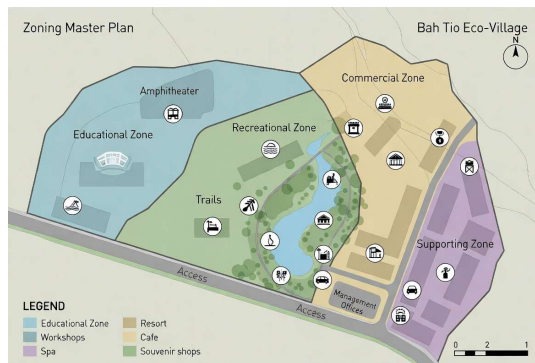 Zoning Master Plan
Bah Tio Eco-Village
N
Commercial Zone
Amphitheater
Recreational Zone
Educational Zone
Trails
Supporting Zone
Access
Management
Offices
Access
LEGEND
Educational Zone
Resort
Workshops
Cafe
Spa
Souvenir shops
0 2 1